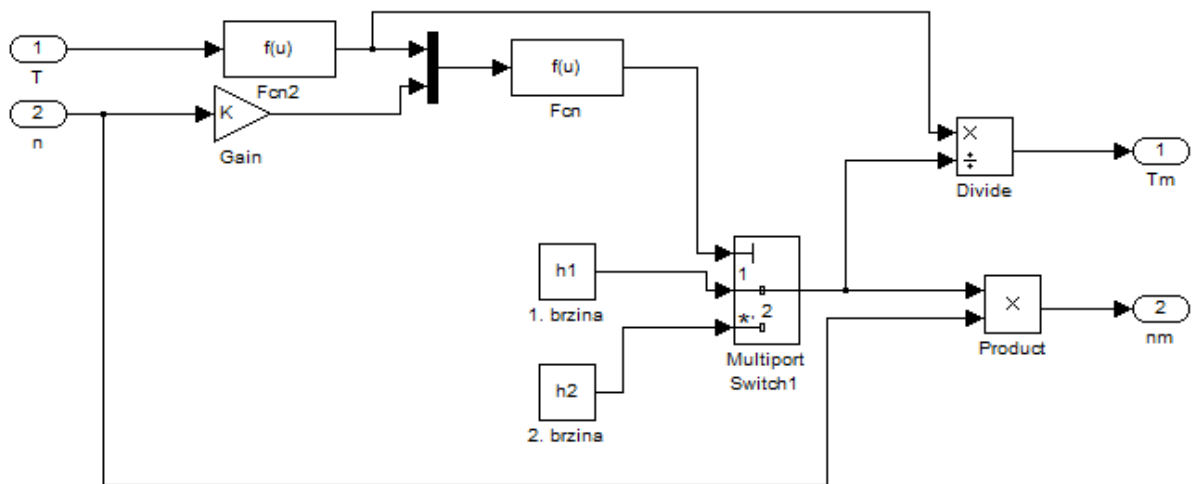 1
f(u)
T
Fcn2
f(u)
Fcn
2
K
n
Gain
×
÷
1
Divide
Tm
h1
1
1. brzina
2
*,
×
2
Product
nm
Multiport
Switch1
h2
2. brzina